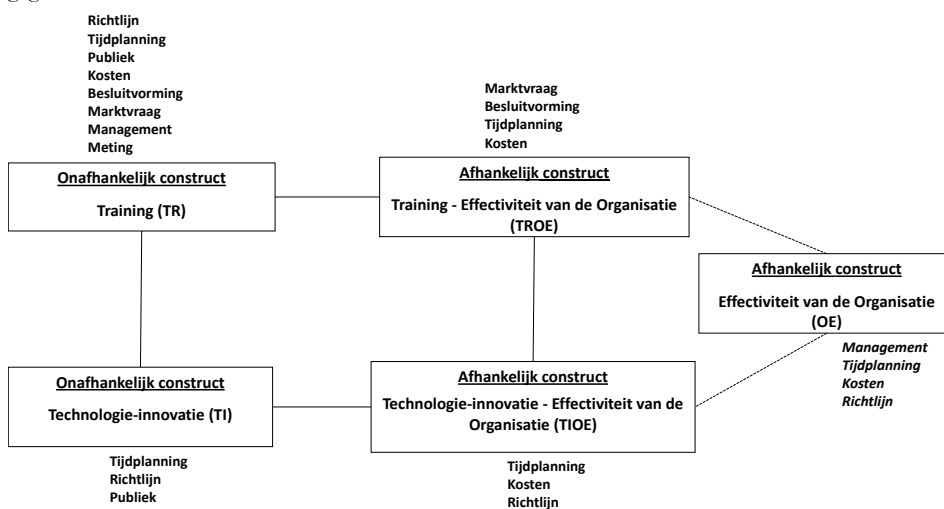 Richtlijn
Tijdplanning
Publiek
Kosten
Besluitvorming
Marktvraag
Management
Meting
Marktvraag
Besluitvorming
Tijdplanning
Kosten
Onafhankelijk construct
Training (TR)
Afhankelijk construct
Training - Effectiviteit van de Organisatie
(TROE)
Afhankelijk construct
Effectiviteit van de Organisatie
(OE)
Management
Tijdplanning
Kosten
Richtlijn
Onafhankelijk construct
Technologie-innovatie (TI)
Afhankelijk construct
Technologie-innovatie - Effectiviteit van de
Organisatie (TIOE)
Tijdplanning
Richtlijn
Publiek
Tijdplanning
Kosten
Richtlijn